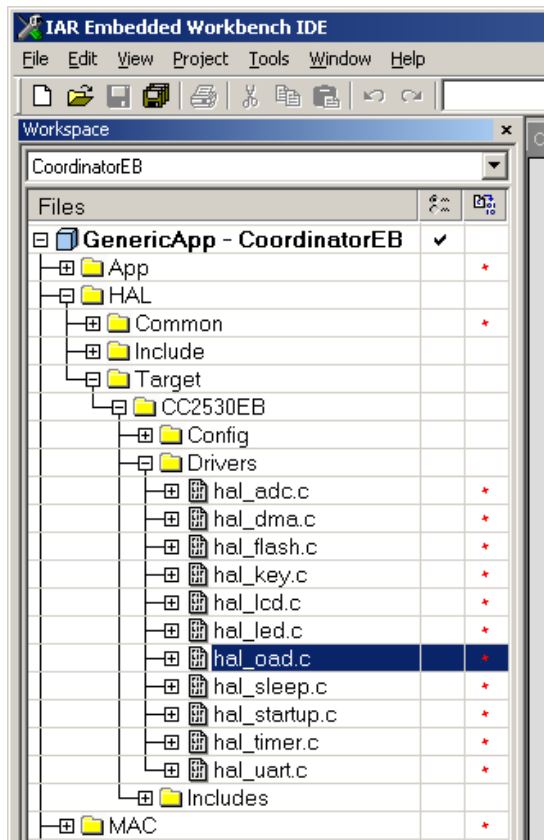 IAR Embedded Workbench IDE
File Edit View Project Tools Window Help
Workspace
CoordinatorEB
Files
GenericApp - CoordinatorEB
App
HAL
Common
Include
Target
CC2530EB
Config
Drivers
hal_adc.c
hal_dma.c
hal_flash.c
hal_key.c
hal_lcd.c
hal_led.c
hal_oad.c
hal_sleep.c
hal_startup.c
hal_timer.c
hal_uart.c
Includes
MAC